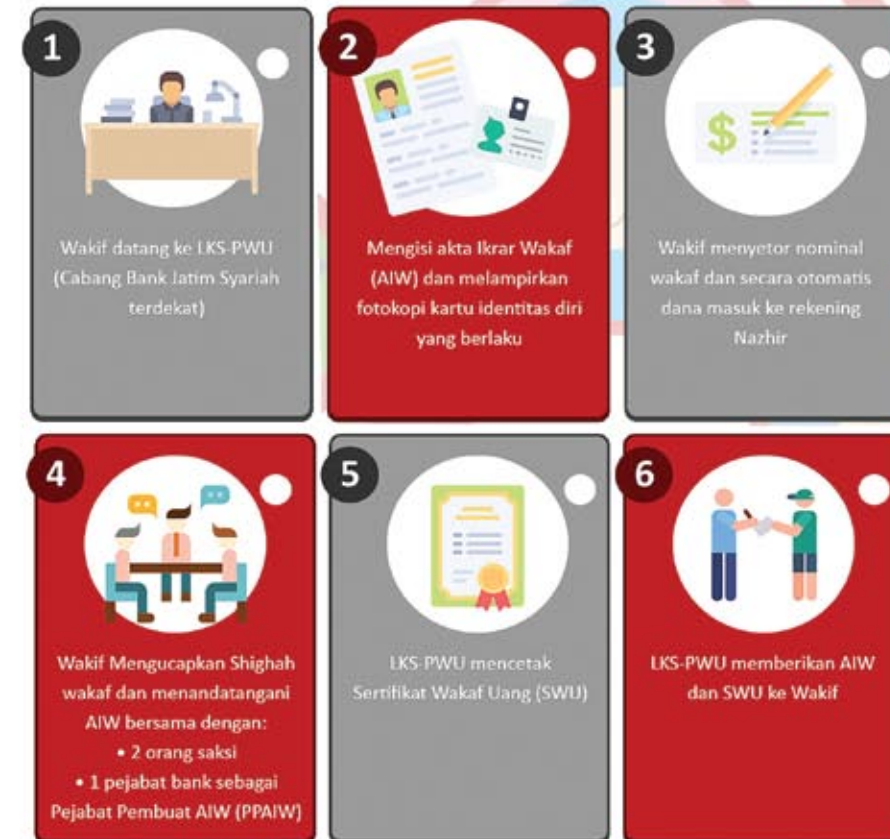 1
Wakif datang ke LKS-PWU
(Cabang Bank Jatim Syariah
terdekat)
2
Mengisi akta Ikrar Wakaf
(AIW) dan melampirkan
fotokopi kartu identitas diri
yang berlaku
3
Wakif menyetor nominal
wakaf dan secara otomatis
dana masuk ke rekening
Nazhir
$
4
Wakif Mengucapkan Shighah
wakaf dan menandatangani
AIW bersama dengan:
• 2 orang saksi
• 1 pejabat bank sebagai
Pejabat Pembuat AIW (PPAIW)
5
LKS-PWU mencetak
Sertifikat Wakaf Uang (SWU)
6
LKS-PWU memberikan AIW
dan SWU ke Wakif